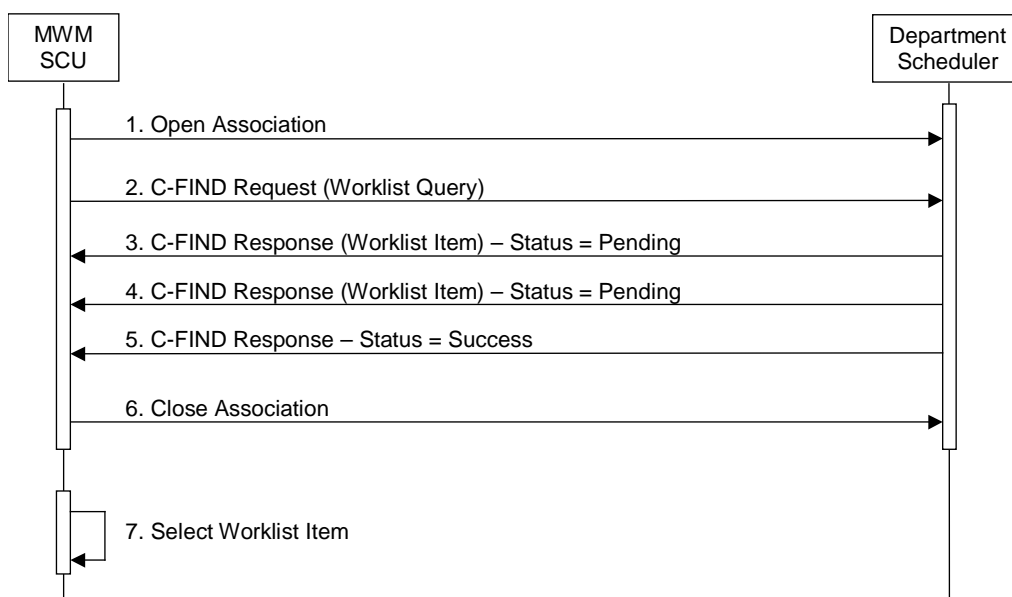 MWM
SCU
Department
Scheduler
1. Open Association
2. C-FIND Request (Worklist Query)
3. C-FIND Response (Worklist Item) – Status = Pending
4. C-FIND Response (Worklist Item) – Status = Pending
5. C-FIND Response – Status = Success
6. Close Association
7. Select Worklist Item